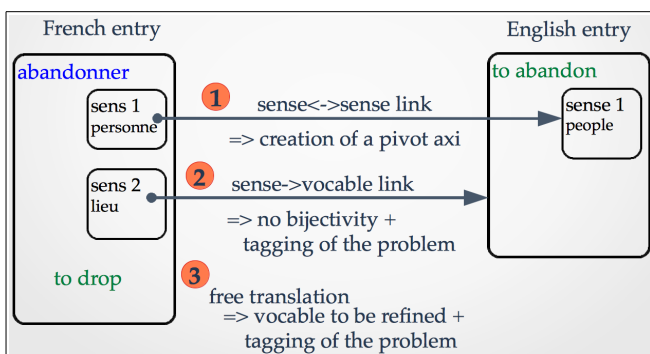 French entry
English entry
abandonner
to abandon
sens 1
personne
1
sense<->sense link
=> creation of a pivot axi
sense 1
people
sens 2
lieu
2
sense->vocable link
=> no bijectivity +
tagging of the problem
to drop
3
free translation
=> vocable to be refined +
tagging of the problem